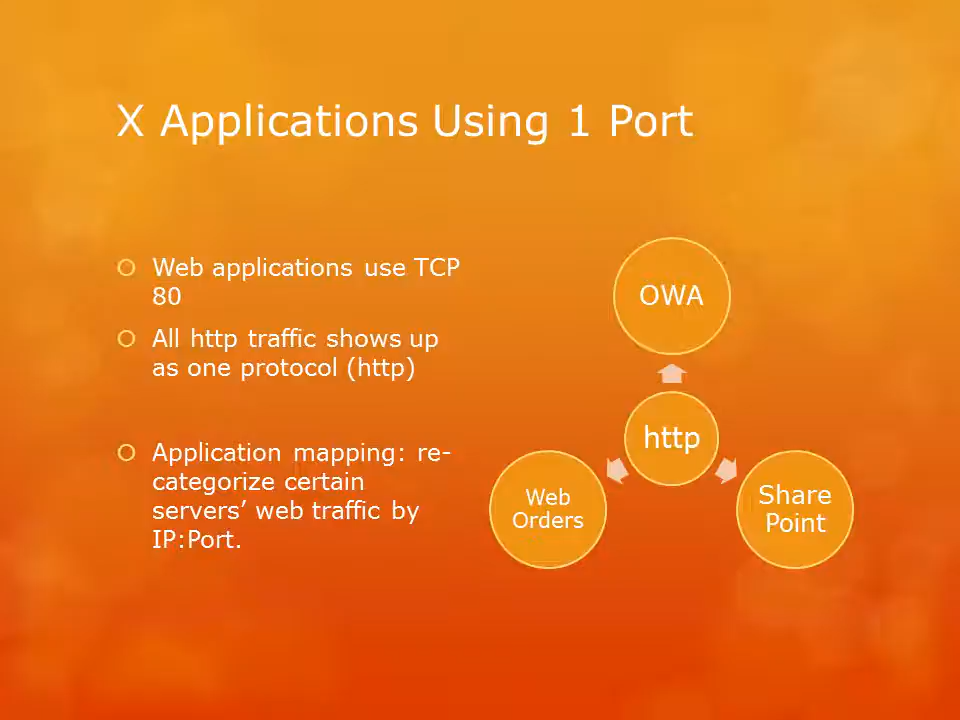 X Applications Using 1 Port
Web applications use TCP
80
All http traffic shows up
as one protocol (http)
Application mapping: re-
categorize certain
servers’ web traffic by
IP:Port.
OWA
http
Web
Orders
Share
Point